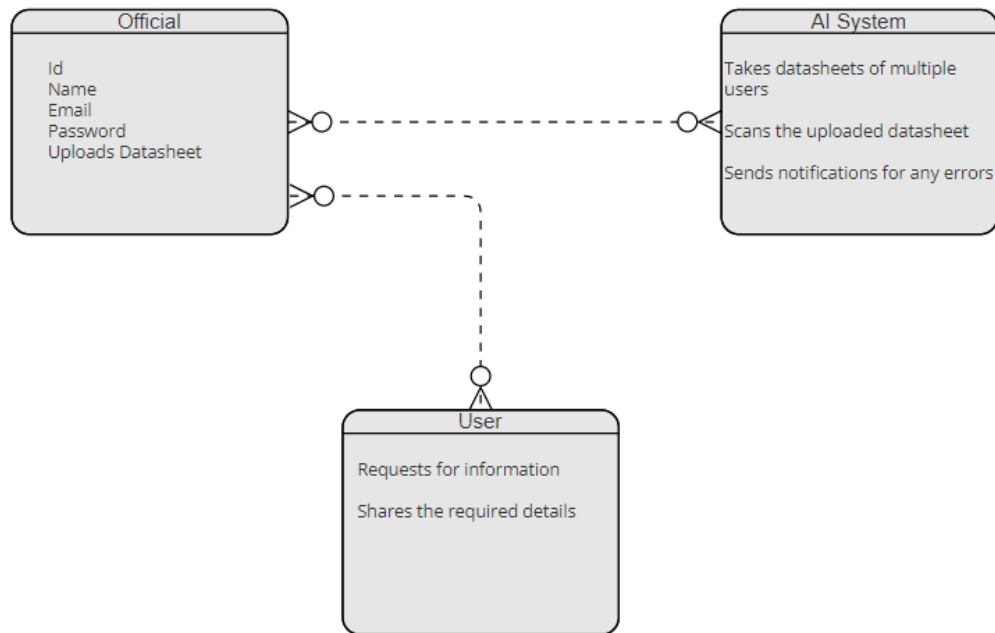 Official
Id
Name
Email
Password
Uploads Datasheet
AI System
Takes datasheets of multiple
users
Scans the uploaded datasheet
Sends notifications for any errors
User
Requests for information
Shares the required details